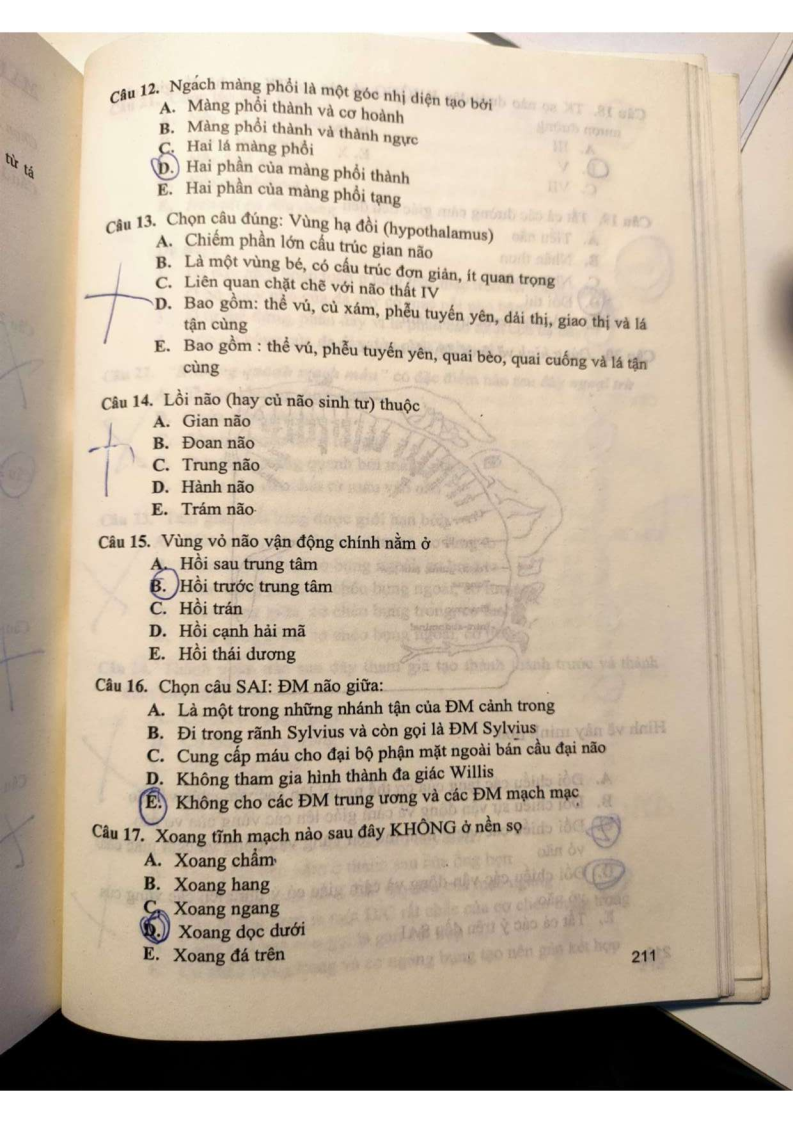 từ tá
Câu 12. Ngách màng phổi là một góc nhị diện tạo bởi
A. Màng phổi thành và cơ hoành
B. Màng phổi thành và thành ngực
C. Hai lá màng phổi
D. Hai phần của màng phổi thành
E. Hai phần của màng phổi tạng
Câu 13. Chọn câu đúng: Vùng hạ đồi (hypothalamus)
A. Chiếm phần lớn cấu trúc gian não
B. Là một vùng bé, có cấu trúc đơn giản, ít quan trọng
C. Liên quan chặt chẽ với não thất IV
D. Bao gồm: thể vú, củ xám, phễu tuyến yên, dải thị, giao thị và lá
tận cùng
E. Bao gồm : thể vú, phễu tuyến yên, quai bèo, quai cuống và lá tận
cùng
Câu 14. Lồi não (hay củ não sinh tư) thuộc
A. Gian não
B. Đoan não
C. Trung não
D. Hành não
E. Trám não
Câu 15. Vùng vỏ não vận động chính nằm ở
A. Hồi sau trung tâm
B. Hồi trước trung tâm
C. Hồi trán
D. Hồi cạnh hải mã
E. Hồi thái dương
Câu 16. Chọn câu SAI: ĐM não giữa:
A. Là một trong những nhánh tận của ĐM cảnh trong
B. Đi trong rãnh Sylvius và còn gọi là ĐM Sylvius
C. Cung cấp máu cho đại bộ phận mặt ngoài bán cầu đại não
D. Không tham gia hình thành đa giác Willis
E. Không cho các ĐM trung ương và các ĐM mạch mạc
Câu 17. Xoang tĩnh mạch nào sau đây KHÔNG ở nền sọ
A. Xoang chẩm
B. Xoang hang
C. Xoang ngang
D. Xoang dọc dưới
E. Xoang đá trên
211